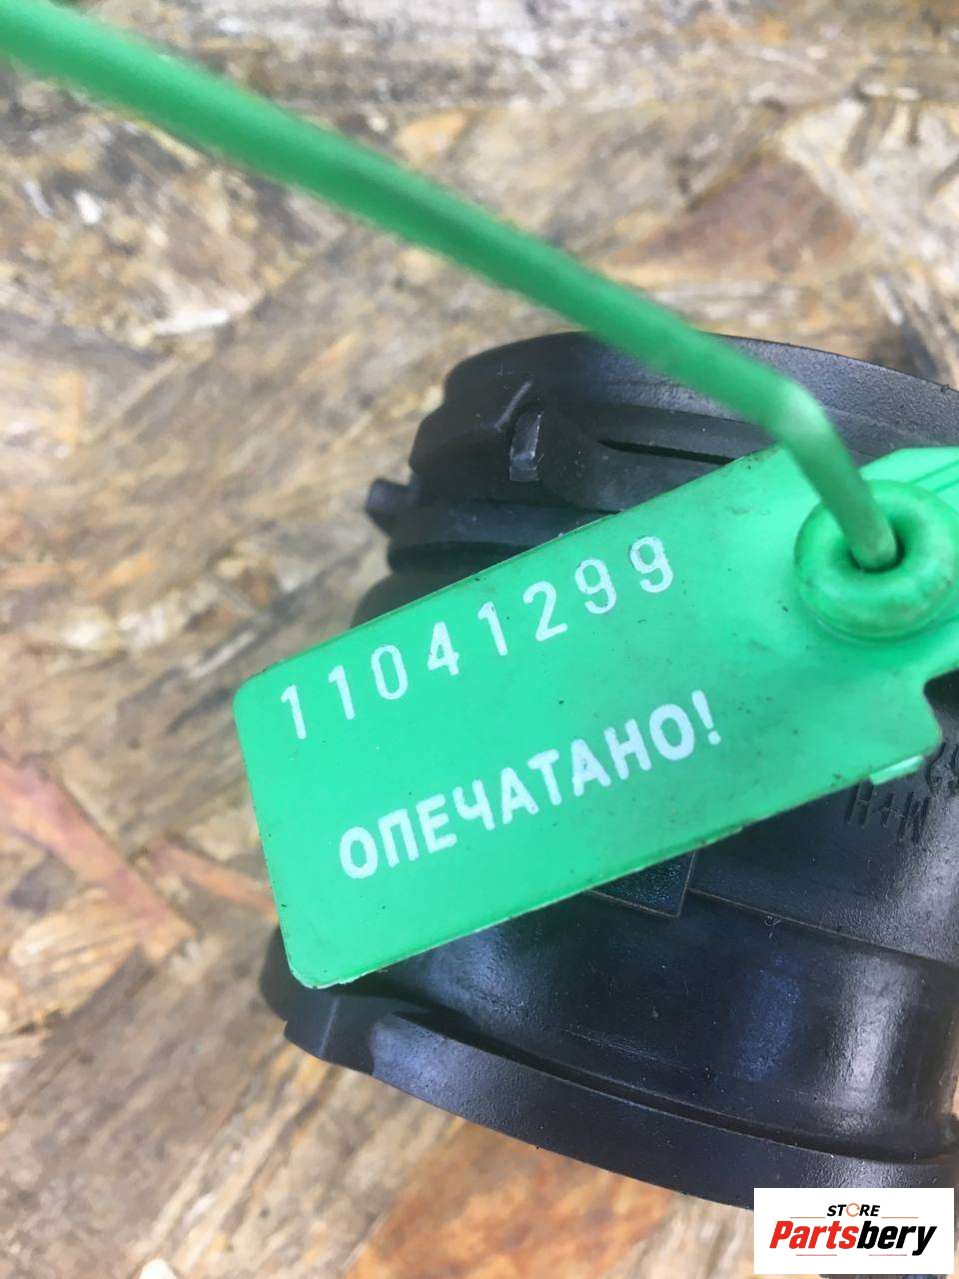 11041299
ОПЕЧАТАНО!
M+H
STORE
Partsbery